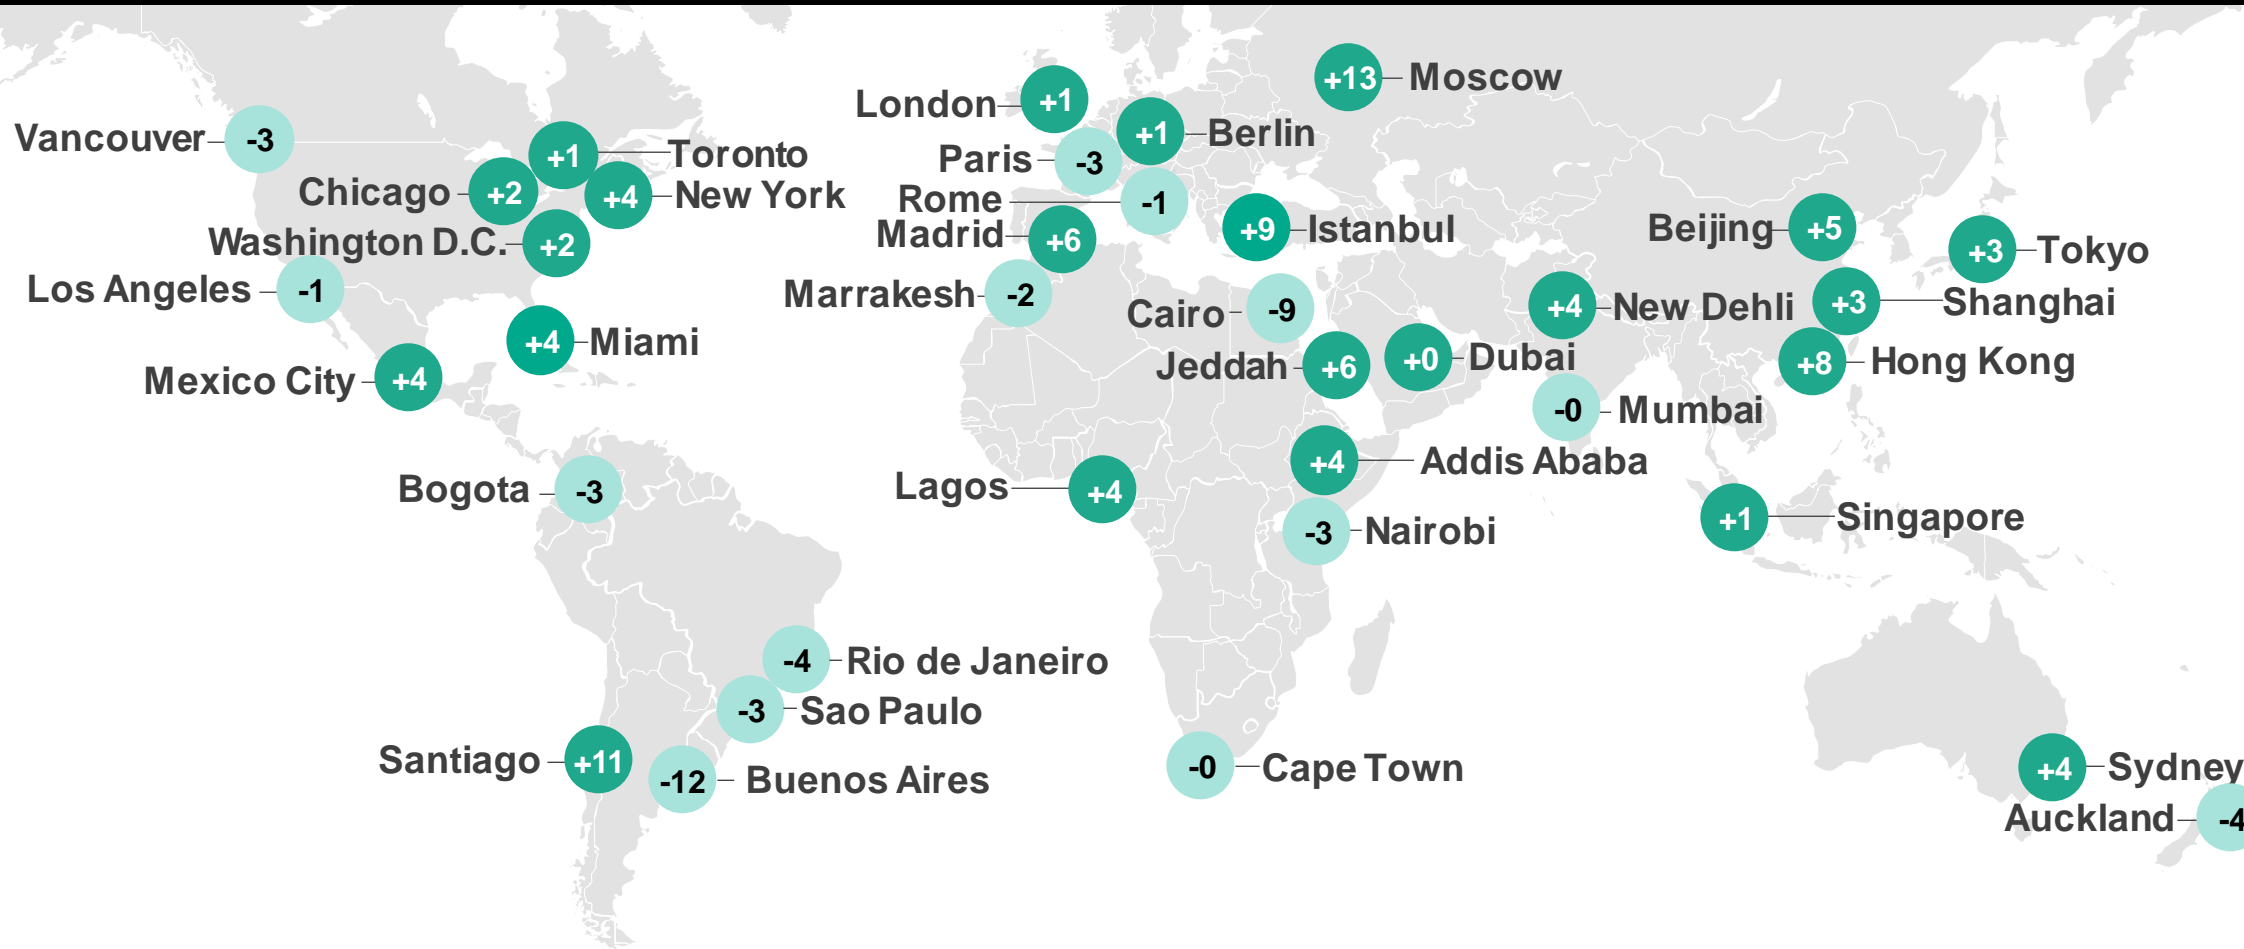 +13 Moscow
London +1
+1 Berlin
Vancouver -3
+1 Toronto
Paris -3
Chicago +2
+4 New York
Rome -1
Madrid +6
+9 Istanbul
Beijing +5
Washington D.C. +2
+3 Tokyo
Los Angeles -1
Marrakesh -2
Cairo -9
+4 New Dehli
+3 Shanghai
+4 Miami
Jeddah +6
+0 Dubai
+8 Hong Kong
Mexico City +4
-0 Mumbai
+4 Addis Ababa
Bogota -3
Lagos +4
+1 Singapore
-3 Nairobi
-4 Rio de Janeiro
-3 Sao Paulo
Santiago +11
-12 Buenos Aires
-0 Cape Town
+4 Sydney
Auckland -4